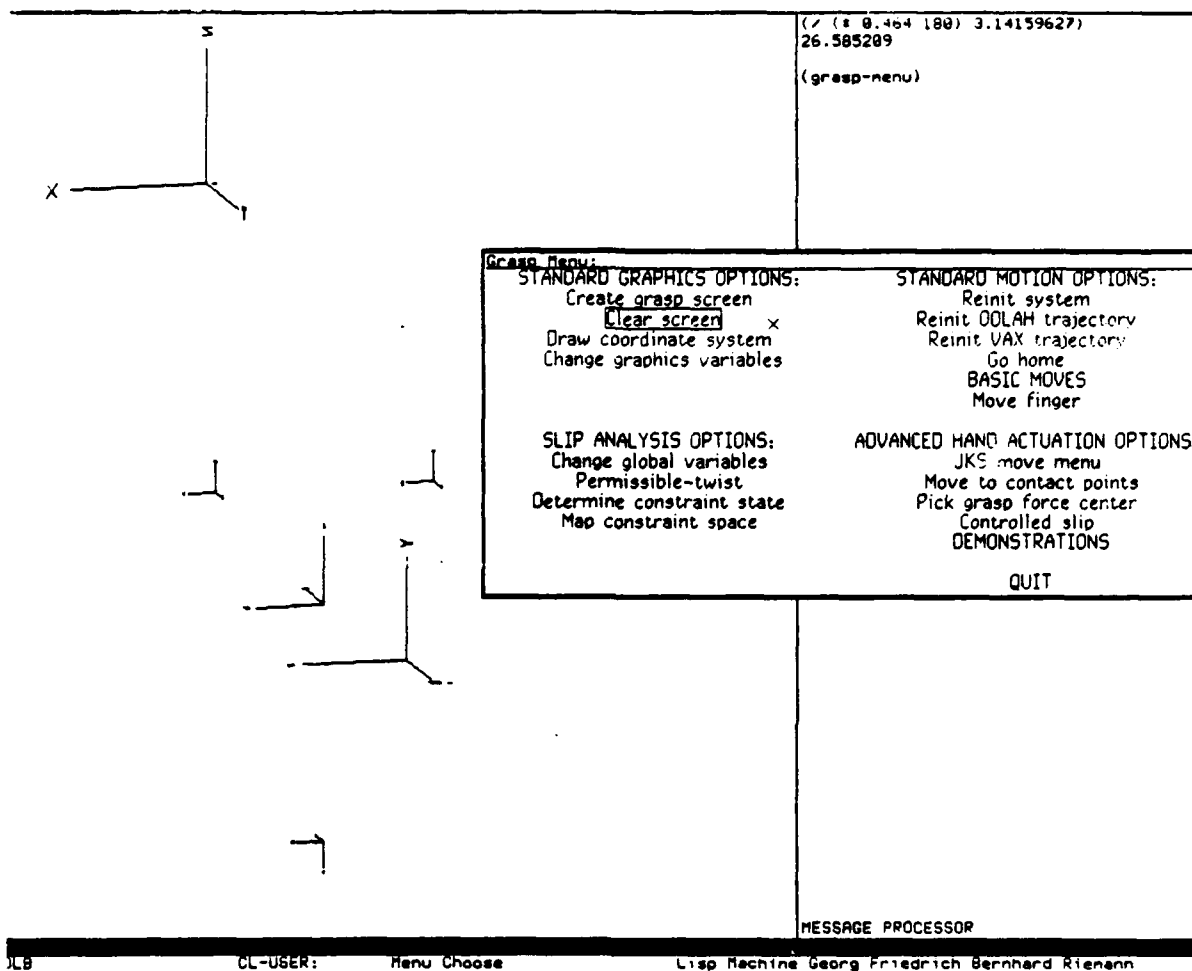 (/ (* 0.464 180) 3.14159627)
26.585209
(grasp-menu)
X
Grasp Menu:
STANDARD GRAPHICS OPTIONS:
Create grasp screen
Clear screen
Draw coordinate system
Change graphics variables
STANDARD MOTION OPTIONS:
Reinit system
Reinit OOLAH trajectory
Reinit VAX trajectory
Go home
BASIC MOVES
Move finger
SLIP ANALYSIS OPTIONS:
Change global variables
Permissible-twist
Determine constraint state
Map constraint space
ADVANCED HAND ACTUATION OPTIONS
JKS move menu
Move to contact points
Pick grasp force center
Controlled slip
DEMONSTRATIONS
QUIT
MESSAGE PROCESSOR
CL-USER: Menu Choose Lisp Machine Georg Friedrich Bernhard Riemann